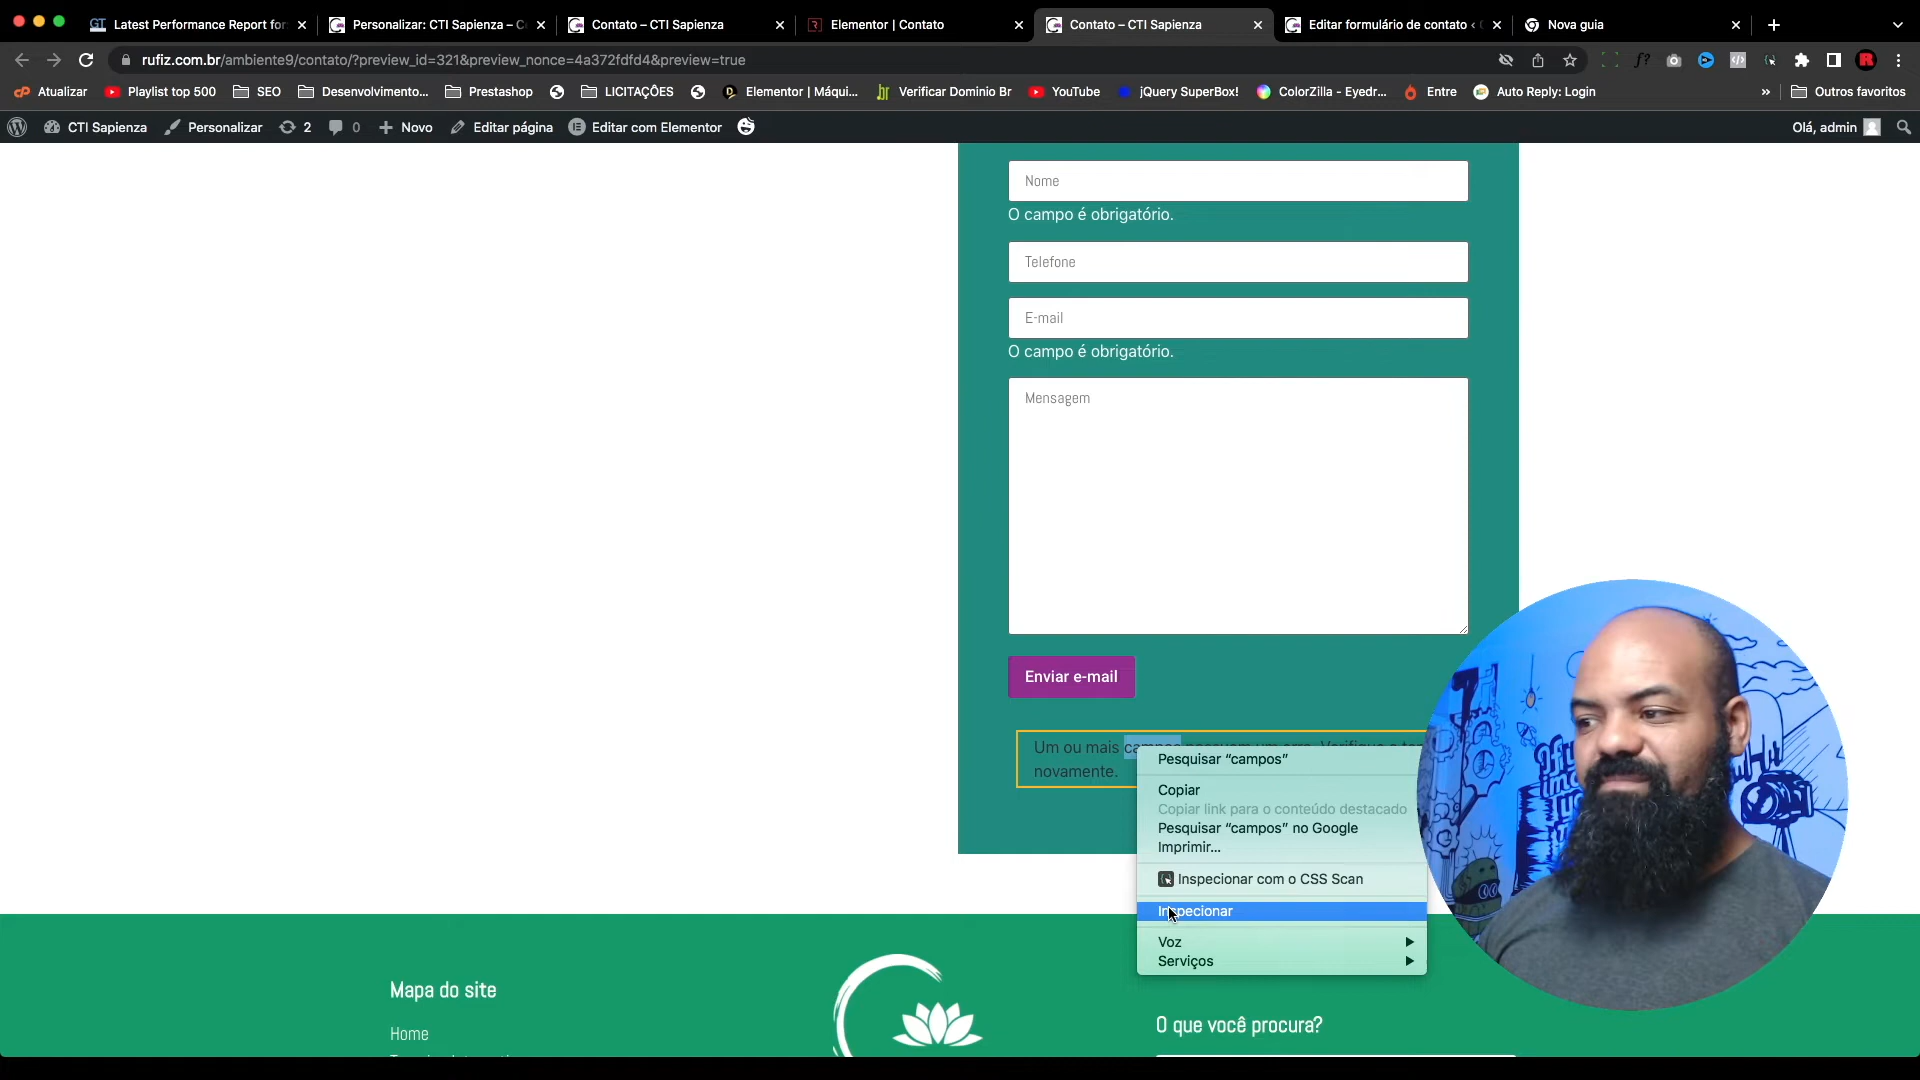 Latest Performance Report for
Personalizar: CTI Sapienza – C
Contato – CTI Sapienza
Elementor | Contato
Contato – CTI Sapienza
Editar formulário de contato ‹
Nova guia
rufiz.com.br/ambiente9/contato/?preview_id=321&preview_nonce=4a372fdfd4&preview=true
Atualizar
Playlist top 500
SEO
Desenvolvimento...
Prestashop
LICITAÇÕES
Elementor | Máqui...
Verificar Dominio Br
YouTube
jQuery SuperBox!
ColorZilla - Eyedr...
Entre
Auto Reply: Login
»
Outros favoritos
CTI Sapienza
Personalizar
2
0
Novo
Editar página
Editar com Elementor
Olá, admin
Nome
O campo é obrigatório.
Telefone
E-mail
O campo é obrigatório.
Mensagem
Enviar e-mail
Um ou mais campos
novamente.
Pesquisar “campos”
Copiar
Copiar link para o conteúdo destacado
Pesquisar “campos” no Google
Imprimir...
Inspecionar com o CSS Scan
Inspecionar
Voz
Serviços
Mapa do site
Home
O que você procura?